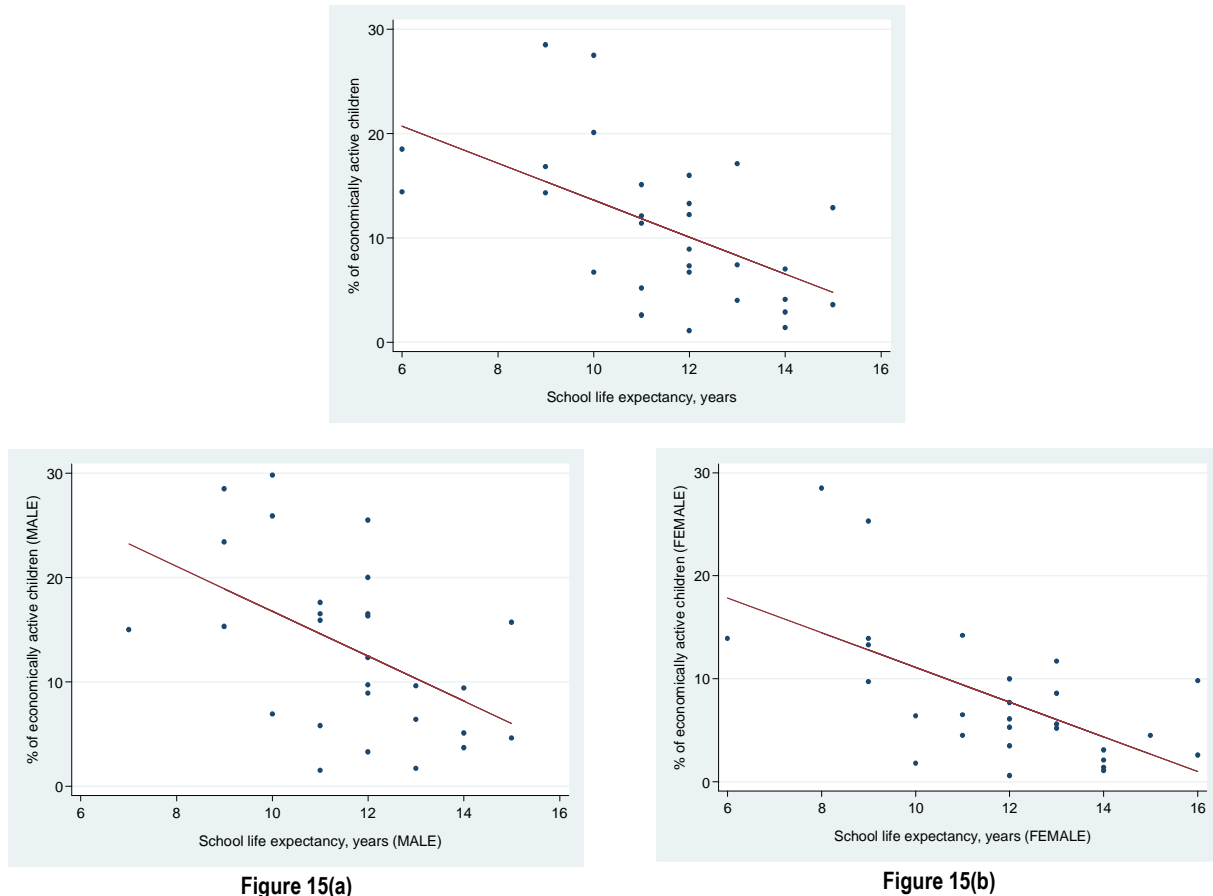 % of economically active children
30
20
10
0
6 8 10 12 14 16
School life expectancy, years
% of economically active children (MALE)
30
20
10
0
6 8 10 12 14 16
School life expectancy, years (MALE)
Figure 15(a)
% of economically active children (FEMALE)
30
20
10
0
6 8 10 12 14 16
School life expectancy, years (FEMALE)
Figure 15(b)